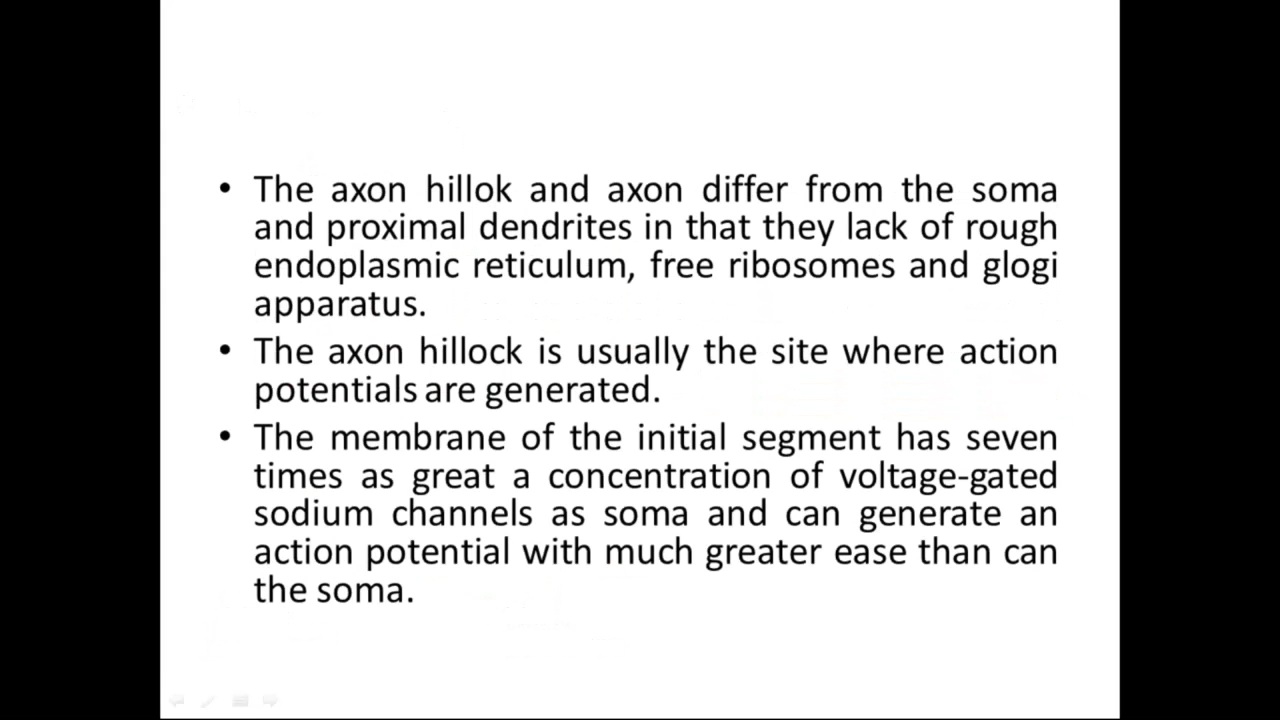 • The axon hillok and axon differ from the soma
and proximal dendrites in that they lack of rough
endoplasmic reticulum, free ribosomes and glogi
apparatus.
• The axon hillock is usually the site where action
potentials are generated.
• The membrane of the initial segment has seven
times as great a concentration of voltage-gated
sodium channels as soma and can generate an
action potential with much greater ease than can
the soma.